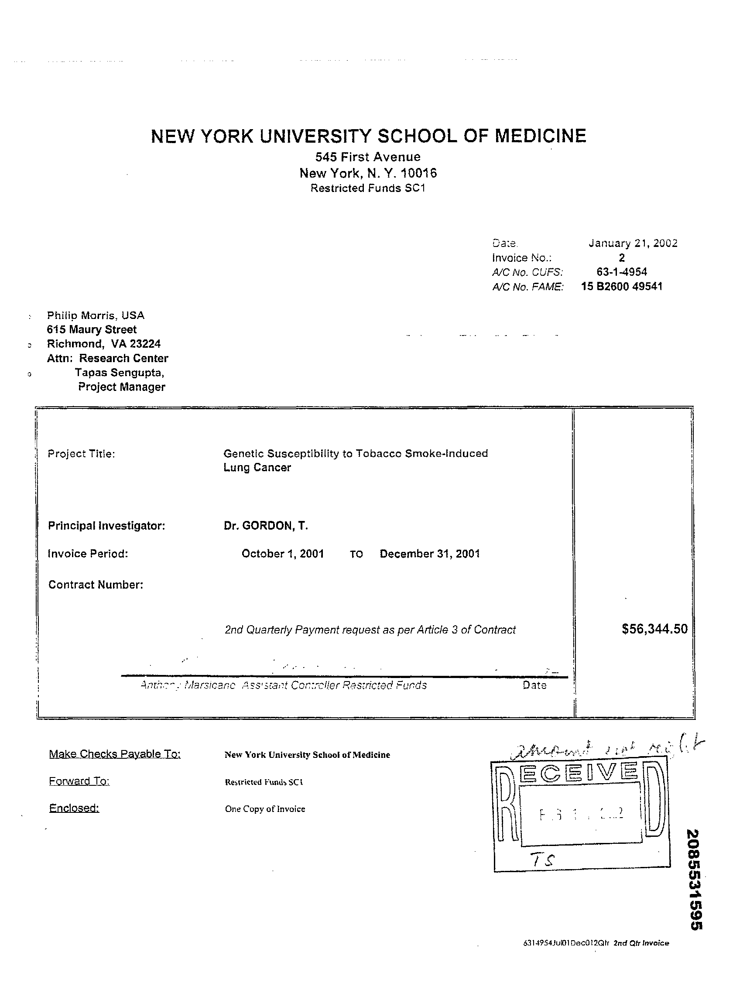 NEW YORK UNIVERSITY SCHOOL OF MEDICINE
545 First Avenue
New York, N. Y. 10016
Restricted Funds SC1
Date: January 21, 2002
Invoice No.: 2
A/C No. CUFS: 63-1-4954
A/C No. FAME: 15 B2600 49541
Philip Morris, USA
615 Maury Street
Richmond, VA 23224
Attn: Research Center
Tapas Sengupta,
Project Manager
Project Title: Genetic Susceptibility to Tobacco Smoke-Induced
Lung Cancer
Principal Investigator: Dr. GORDON, T.
Invoice Period: October 1, 2001 TO December 31, 2001
Contract Number:
2nd Quarterly Payment request as per Article 3 of Contract $56,344.50
Anthony Marsicano Assistant Controller Restricted Funds Date
Make Checks Payable To: New York University School of Medicine
amount not right
Forward To: Restricted Funds SC1
RECEIVED
Enclosed: One Copy of Invoice
TS
2085531595
6314954Jul01Dec012Qtr 2nd Qtr Invoice